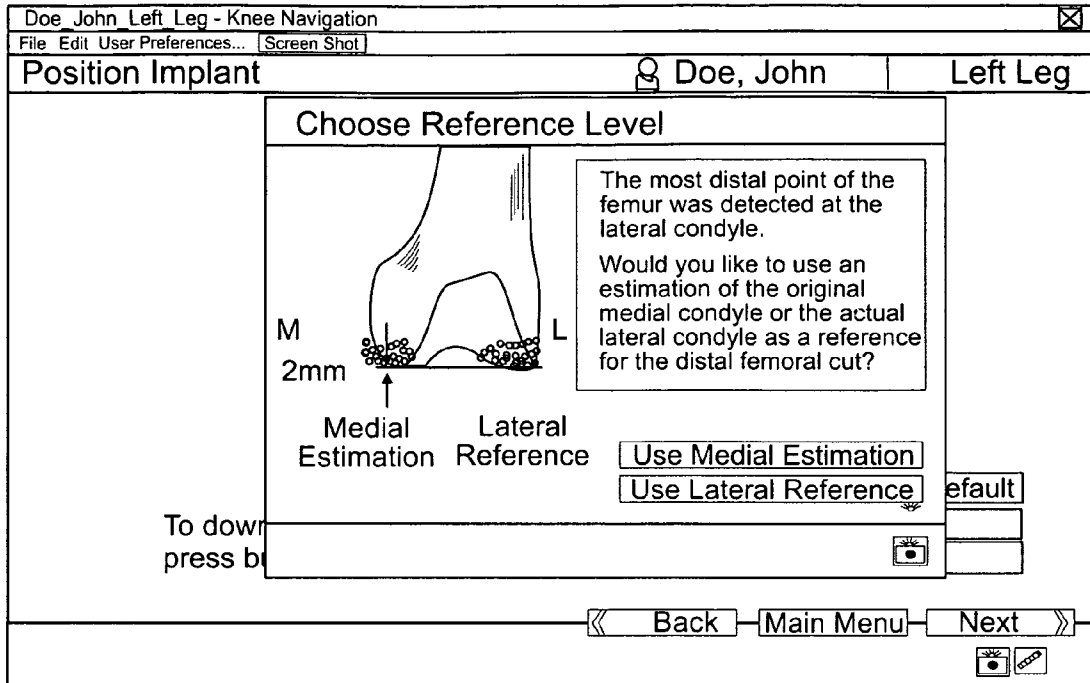 Doe_John_Left_Leg - Knee Navigation
File Edit User Preferences... Screen Shot
Position Implant Doe, John Left Leg
Choose Reference Level
The most distal point of the
femur was detected at the
lateral condyle.
Would you like to use an
estimation of the original
medial condyle or the actual
lateral condyle as a reference
for the distal femoral cut?
M L
2mm
Medial
Estimation
Lateral
Reference
Use Medial Estimation
Use Lateral Reference
efault
To down
press bu
Back Main Menu Next